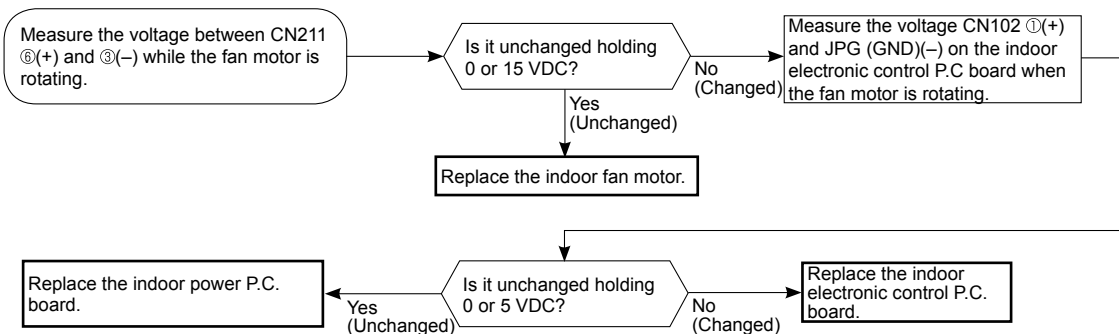 Measure the voltage between CN211
⑥(+) and ③(–) while the fan motor is
rotating.
Is it unchanged holding
0 or 15 VDC?
No
(Changed)
Measure the voltage CN102 ①(+)
and JPG (GND)(–) on the indoor
electronic control P.C board when
the fan motor is rotating.
Yes
(Unchanged)
Replace the indoor fan motor.
Replace the indoor power P.C.
board.
Yes
(Unchanged)
Is it unchanged holding
0 or 5 VDC?
No
(Changed)
Replace the indoor
electronic control P.C.
board.